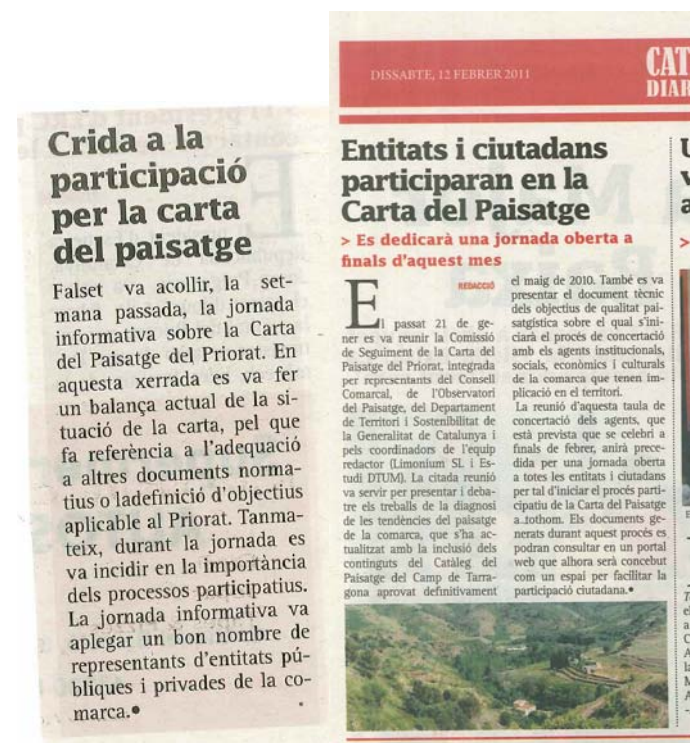 Crida a la
participació
per la carta
del paisatge
Falset va acollir, la set-
mana passada, la jornada
informativa sobre la Carta
del Paisatge del Priorat. En
aquesta xerrada es va fer
un balança actual de la si-
tuació de la carta, pel que
fa referència a l'adequació
a altres documents norma-
tius o ladefinició d'objectius
aplicable al Priorat. Tanma-
teix, durant la jornada es
va incidir en la importància
dels processos participatius.
La jornada informativa va
aplegar un bon nombre de
representants d'entitats pú-
bliques i privades de la co-
marca.●
DISSABTE, 12 FEBRER 2011
CAT
DIAR
Entitats i ciutadans
participaran en la
Carta del Paisatge
> Es dedicarà una jornada oberta a
finals d'aquest mes
REDACCIÓ
El passat 21 de ge-
ner es va reunir la Comissió
de Seguiment de la Carta del
Paisatge del Priorat, integrada
per representants del Consell
Comarcal, de l'Observatori
del Paisatge, del Departament
de Territori i Sostenibilitat de
la Generalitat de Catalunya i
pels coordinadors de l'equip
redactor (Limonium SL i Es-
tudi DTUM). La citada reunió
va servir per presentar i deba-
tre els treballs de la diagnosi
de les tendències del paisatge
de la comarca, que s'ha ac-
tualitzat amb la inclusió dels
continguts del Catàleg del
Paisatge del Camp de Tarra-
gona aprovat definitivament
el maig de 2010. També es va
presentar el document tècnic
dels objectius de qualitat pai-
satgística sobre el qual s'ini-
ciarà el procés de concertació
amb els agents institucionals,
socials, econòmics i culturals
de la comarca que tenen im-
plicació en el territori.
La reunió d'aquesta taula de
concertació dels agents, que
està prevista que se celebri a
finals de febrer, anirà prece-
dida per una jornada oberta
a totes les entitats i ciutadans
per tal d'iniciar el procés parti-
cipatiu de la Carta del Paisatge
a tothom. Els documents ge-
nerats durant aquest procés es
podran consultar en un portal
web que alhora serà concebut
com un espai per facilitar la
participació ciutadana.●